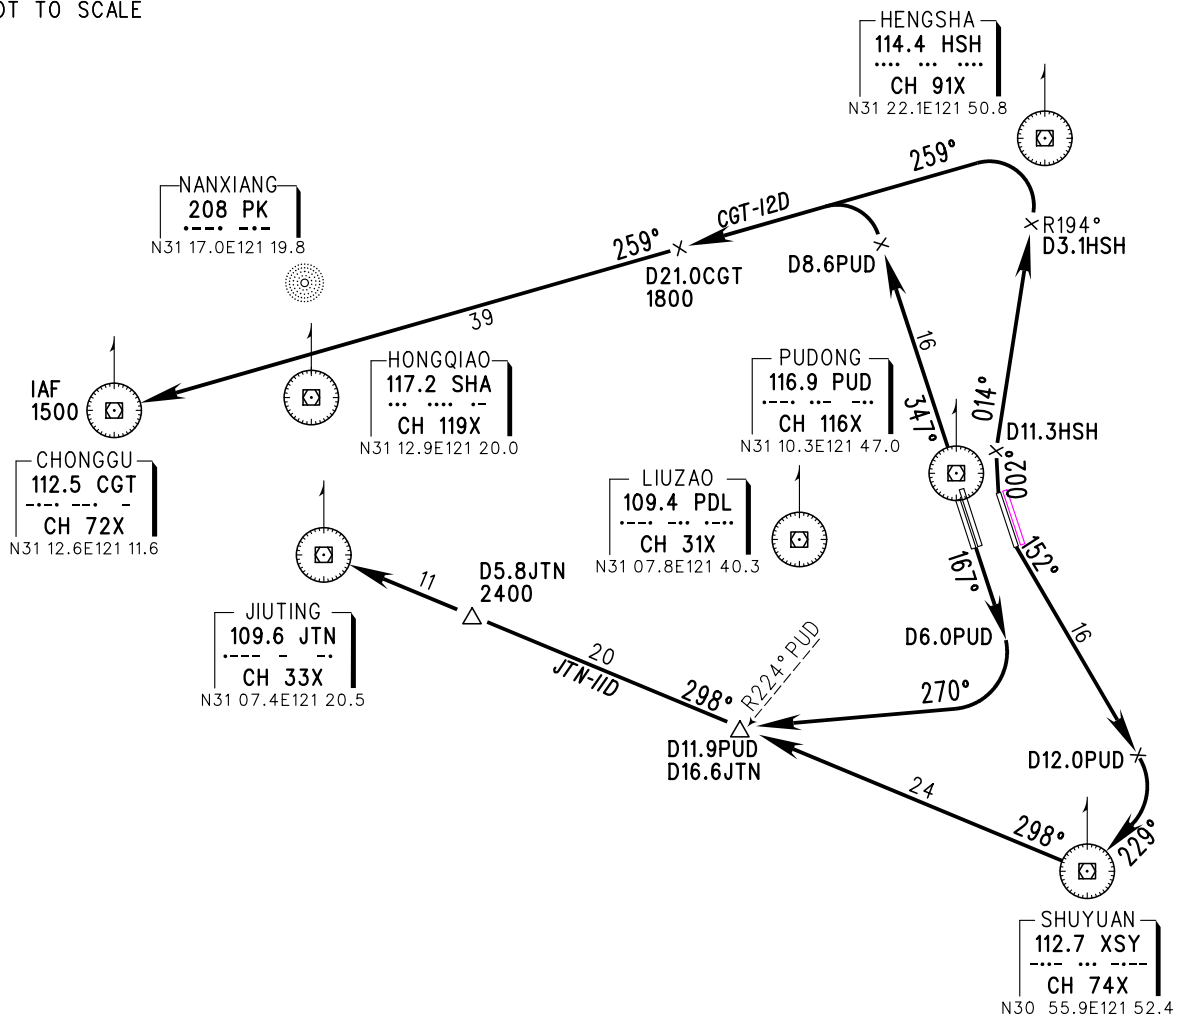 OT TO SCALE
HENGSHA
114.4 HSH
···· ··· ····
CH 91X
N31 22.1E121 50.8
NANXIANG
208 PK
·--· -·-
N31 17.0E121 19.8
259°
CGT-12D
259°
R194°
D3.1HSH
D8.6PUD
D21.0CGT
1800
39
16
IAF
1500
HONGQIAO
117.2 SHA
··· ···· ·-
CH 119X
N31 12.9E121 20.0
PUDONG
116.9 PUD
·--· ··- -··
CH 116X
N31 10.3E121 47.0
347°
014°
D11.3HSH
002°
CHONGGU
112.5 CGT
-·-· --· -
CH 72X
N31 12.6E121 11.6
LIUZAO
109.4 PDL
·--· -·· ·-··
CH 31X
N31 07.8E121 40.3
152°
167°
11
D5.8JTN
2400
JIUTING
109.6 JTN
·--- - -·
CH 33X
N31 07.4E121 20.5
20
JTN-11D
298°
R224° PUD
D6.0PUD
16
270°
D11.9PUD
D16.6JTN
D12.0PUD
24
298°
229°
SHUYUAN
112.7 XSY
-··- ··· -·--
CH 74X
N30 55.9E121 52.4